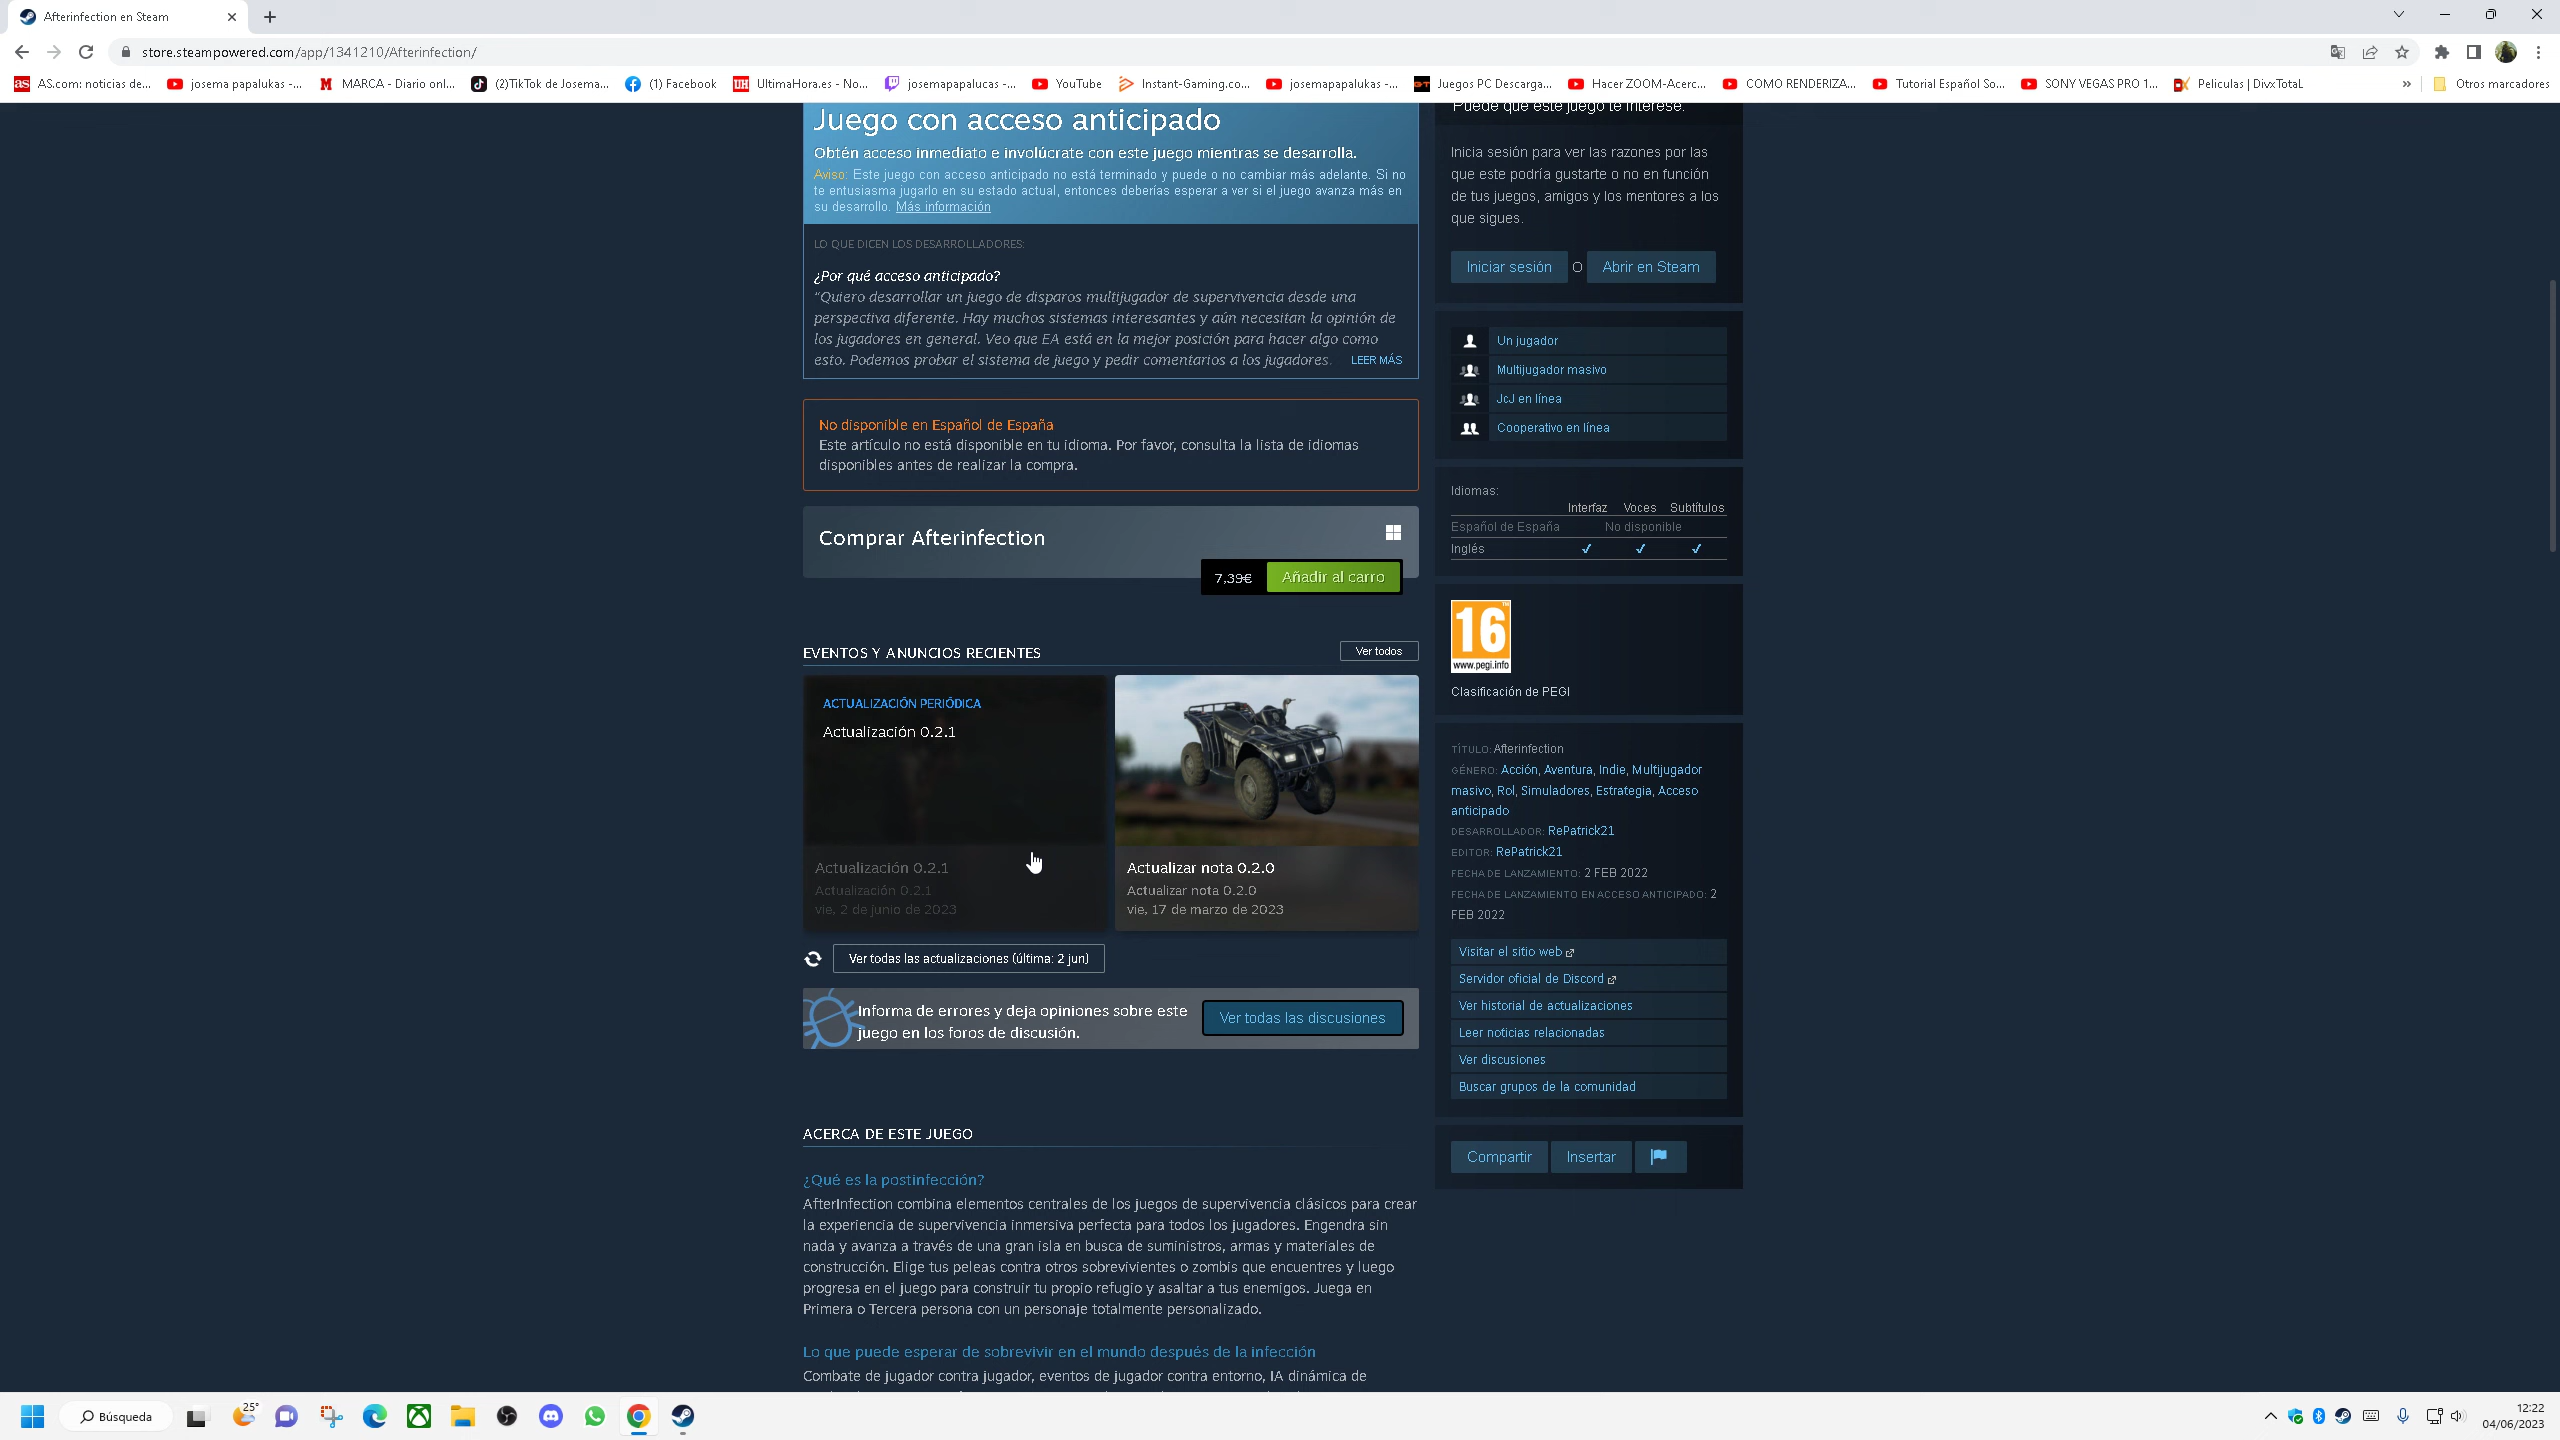 Afterinfection en Steam
store.steampowered.com/app/1341210/Afterinfection/
AS.com: noticias de...
josema papalukas -...
MARCA - Diario onl...
(2)TikTok de Josema...
(1) Facebook
UltimaHora.es - No...
josemapapalucas -...
YouTube
Instant-Gaming.co...
josemapapalukas -...
Juegos PC Descarga...
Hacer ZOOM-Acerc...
COMO RENDERIZA...
Tutorial Español So...
SONY VEGAS PRO 1...
Peliculas | DivxTotaL
»
Otros marcadores
Juego con acceso anticipado
Obtén acceso inmediato e involúcrate con este juego mientras se desarrolla.
Aviso: Este juego con acceso anticipado no está terminado y puede o no cambiar más adelante. Si no
te entusiasma jugarlo en su estado actual, entonces deberías esperar a ver si el juego avanza más en
su desarrollo. Más información
LO QUE DICEN LOS DESARROLLADORES:
¿Por qué acceso anticipado?
“Quiero desarrollar un juego de disparos multijugador de supervivencia desde una
perspectiva diferente. Hay muchos sistemas interesantes y aún necesitan la opinión de
los jugadores en general. Veo que EA está en la mejor posición para hacer algo como
esto. Podemos probar el sistema de juego y pedir comentarios a los jugadores. LEER MÁS
No disponible en Español de España
Este artículo no está disponible en tu idioma. Por favor, consulta la lista de idiomas
disponibles antes de realizar la compra.
Comprar Afterinfection
7,39€ Añadir al carro
EVENTOS Y ANUNCIOS RECIENTES
Ver todos
ACTUALIZACIÓN PERIÓDICA
Actualización 0.2.1
Actualización 0.2.1
Actualización 0.2.1
vie, 2 de junio de 2023
Actualizar nota 0.2.0
Actualizar nota 0.2.0
vie, 17 de marzo de 2023
Ver todas las actualizaciones (última: 2 jun)
Informa de errores y deja opiniones sobre este
juego en los foros de discusión.
Ver todas las discusiones
ACERCA DE ESTE JUEGO
¿Qué es la postinfección?
AfterInfection combina elementos centrales de los juegos de supervivencia clásicos para crear
la experiencia de supervivencia inmersiva perfecta para todos los jugadores. Engendra sin
nada y avanza a través de una gran isla en busca de suministros, armas y materiales de
construcción. Elige tus peleas contra otros sobrevivientes o zombis que encuentres y luego
progresa en el juego para construir tu propio refugio y asaltar a tus enemigos. Juega en
Primera o Tercera persona con un personaje totalmente personalizado.
Lo que puede esperar de sobrevivir en el mundo después de la infección
Combate de jugador contra jugador, eventos de jugador contra entorno, IA dinámica de
Puede que este juego te interese.
Inicia sesión para ver las razones por las
que este podría gustarte o no en función
de tus juegos, amigos y los mentores a los
que sigues.
Iniciar sesión O Abrir en Steam
Un jugador
Multijugador masivo
JcJ en línea
Cooperativo en línea
Idiomas:
Interfaz Voces Subtítulos
Español de España No disponible
Inglés ✓ ✓ ✓
16
www.pegi.info
Clasificación de PEGI
TÍTULO: Afterinfection
GÉNERO: Acción, Aventura, Indie, Multijugador
masivo, Rol, Simuladores, Estrategia, Acceso
anticipado
DESARROLLADOR: RePatrick21
EDITOR: RePatrick21
FECHA DE LANZAMIENTO: 2 FEB 2022
FECHA DE LANZAMIENTO EN ACCESO ANTICIPADO: 2
FEB 2022
Visitar el sitio web
Servidor oficial de Discord
Ver historial de actualizaciones
Leer noticias relacionadas
Ver discusiones
Buscar grupos de la comunidad
Compartir Insertar
Búsqueda
25°
12:22
04/06/2023